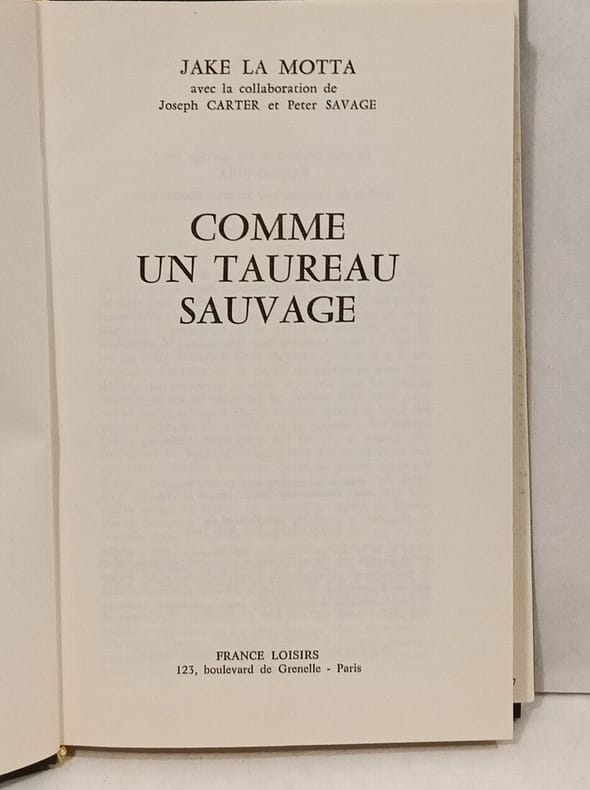 JAKE LA MOTTA
avec la collaboration de
Joseph CARTER et Peter SAVAGE
COMME
UN TAUREAU
SAUVAGE
FRANCE LOISIRS
123, boulevard de Grenelle - Paris